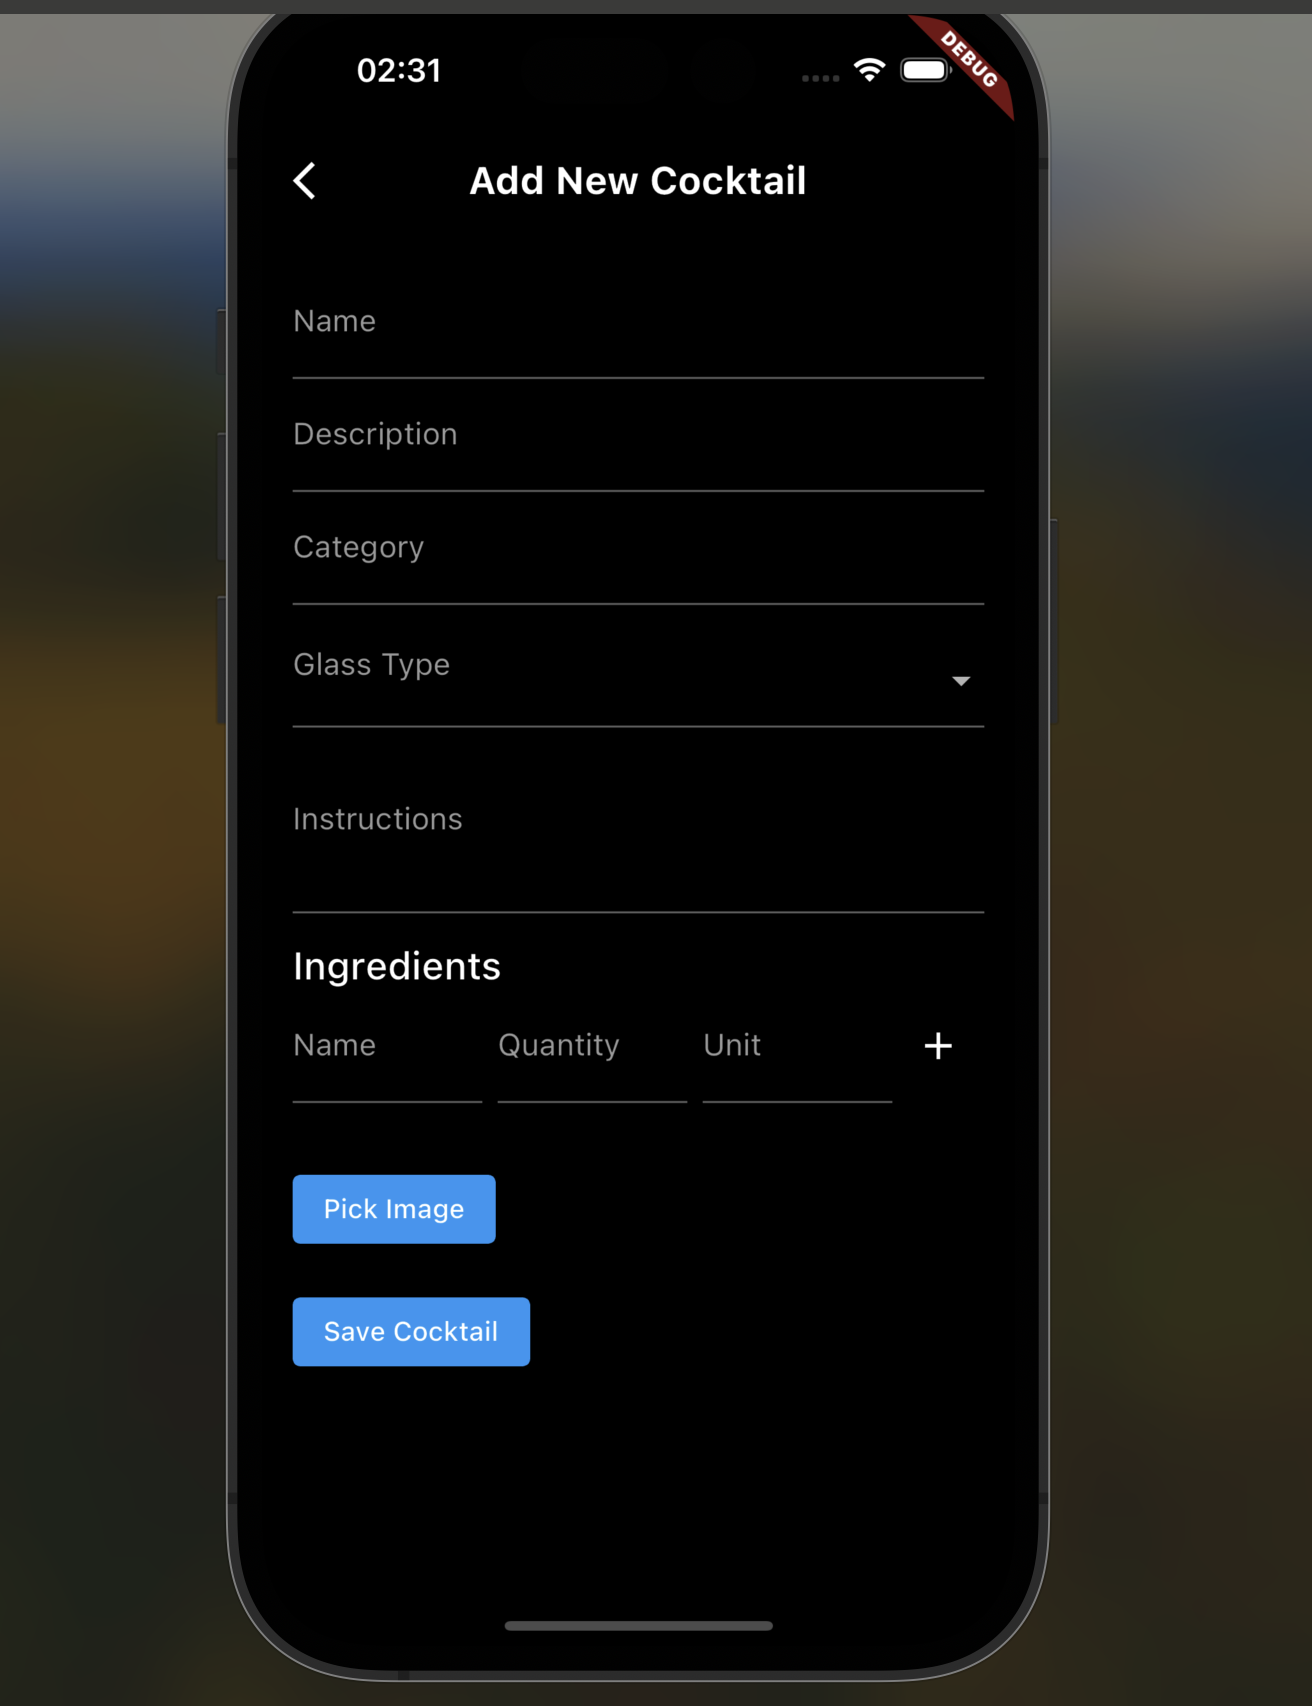 02:31
DEBUG
Add New Cocktail
Name
Description
Category
Glass Type
Instructions
Ingredients
Name Quantity Unit +
Pick Image
Save Cocktail